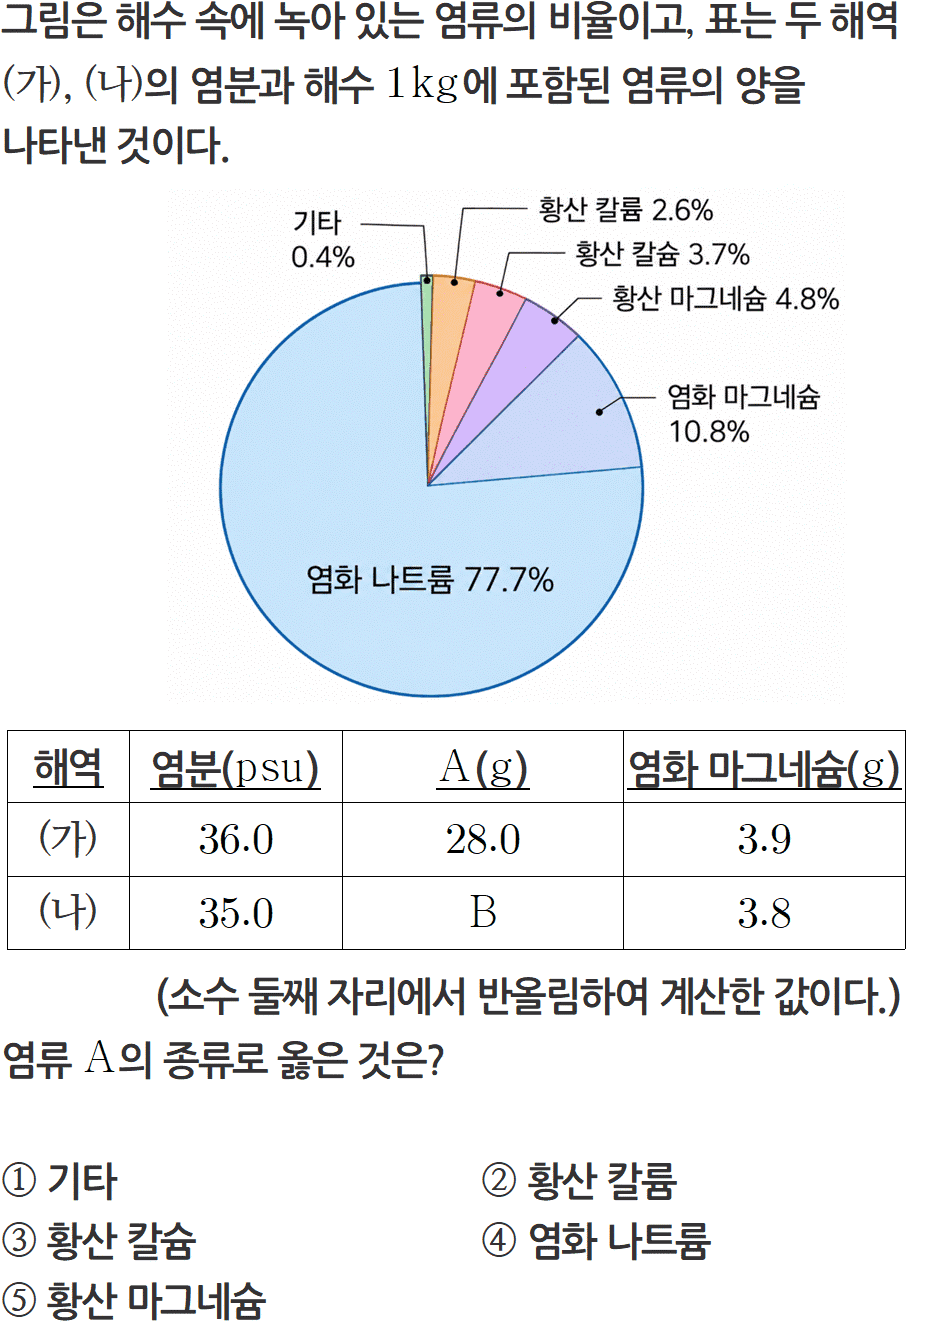 그림은 해수 속에 녹아 있는 염류의 비율이고, 표는 두 해역
(가), (나)의 염분과 해수 1kg에 포함된 염류의 양을
나타낸 것이다.
기타
0.4%
황산 칼륨 2.6%
황산 칼슘 3.7%
황산 마그네슘 4.8%
염화 마그네슘
10.8%
염화 나트륨 77.7%
해역 염분(psu) A(g) 염화 마그네슘(g)
(가) 36.0 28.0 3.9
(나) 35.0 B 3.8
(소수 둘째 자리에서 반올림하여 계산한 값이다.)
염류 A의 종류로 옳은 것은?
① 기타 ② 황산 칼륨
③ 황산 칼슘 ④ 염화 나트륨
⑤ 황산 마그네슘